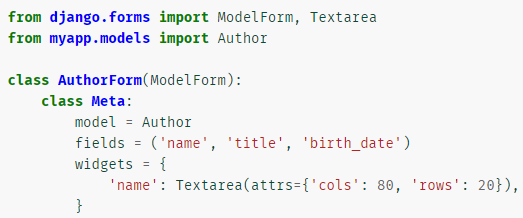 from django.forms import ModelForm, Textarea
from myapp.models import Author

class AuthorForm(ModelForm):
    class Meta:
        model = Author
        fields = ('name', 'title', 'birth_date')
        widgets = {
            'name': Textarea(attrs={'cols': 80, 'rows': 20}),
        }